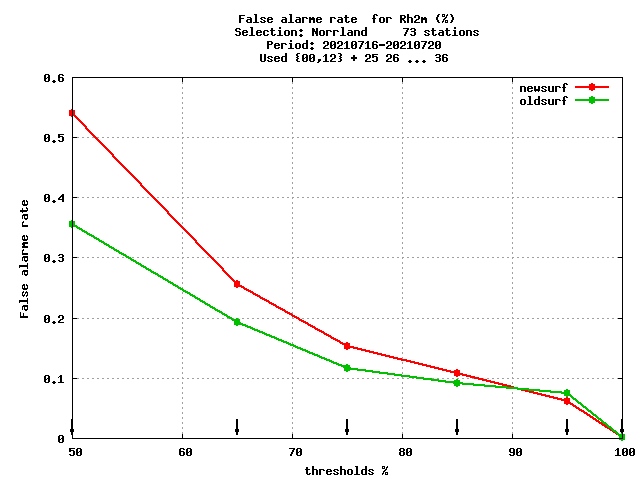 False alarme rate  for Rh2m (%)
Selection: Norrland     73 stations
Period: 20210716-20210720
Used {00,12} + 25 26 ... 36
newsurf
oldsurf
False alarme rate
0.6
0.5
0.4
0.3
0.2
0.1
0
50 60 70 80 90 100
thresholds %